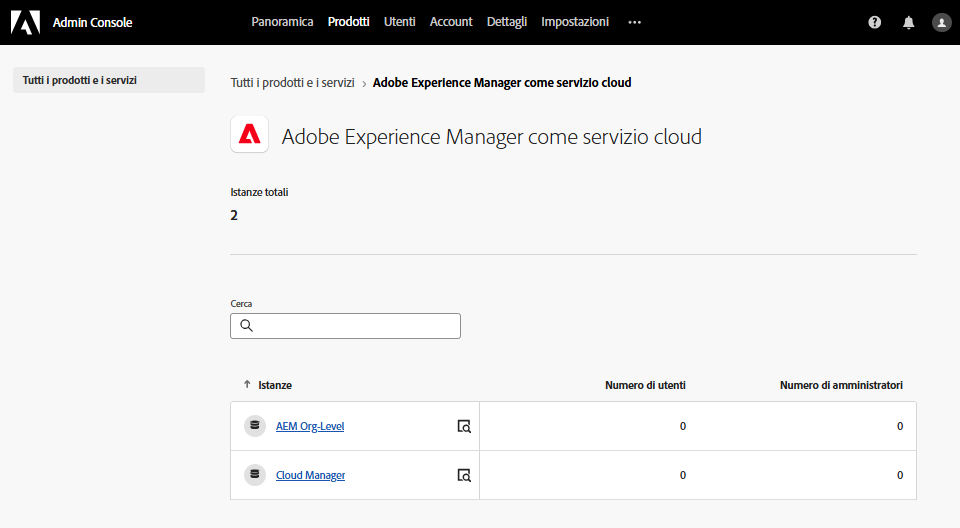 Admin Console
Panoramica Prodotti Utenti Account Dettagli Impostazioni ···
Tutti i prodotti e i servizi
Tutti i prodotti e i servizi › Adobe Experience Manager come servizio cloud
Adobe Experience Manager come servizio cloud
Istanze totali
2
Cerca
↑ Istanze Numero di utenti Numero di amministratori
AEM Org-Level 0 0
Cloud Manager 0 0